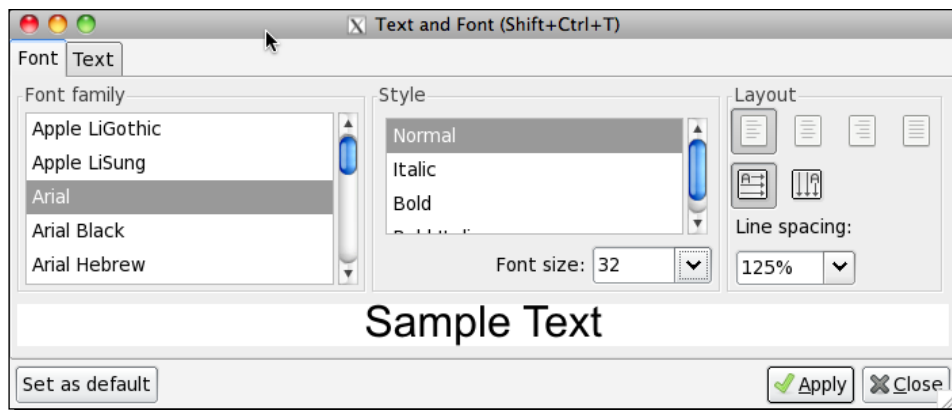 Text and Font (Shift+Ctrl+T)
Font Text
Font family
Apple LiGothic
Apple LiSung
Arial
Arial Black
Arial Hebrew
Style
Normal
Italic
Bold
Font size: 32
Layout
Line spacing:
125%
Sample Text
Set as default
Apply
Close